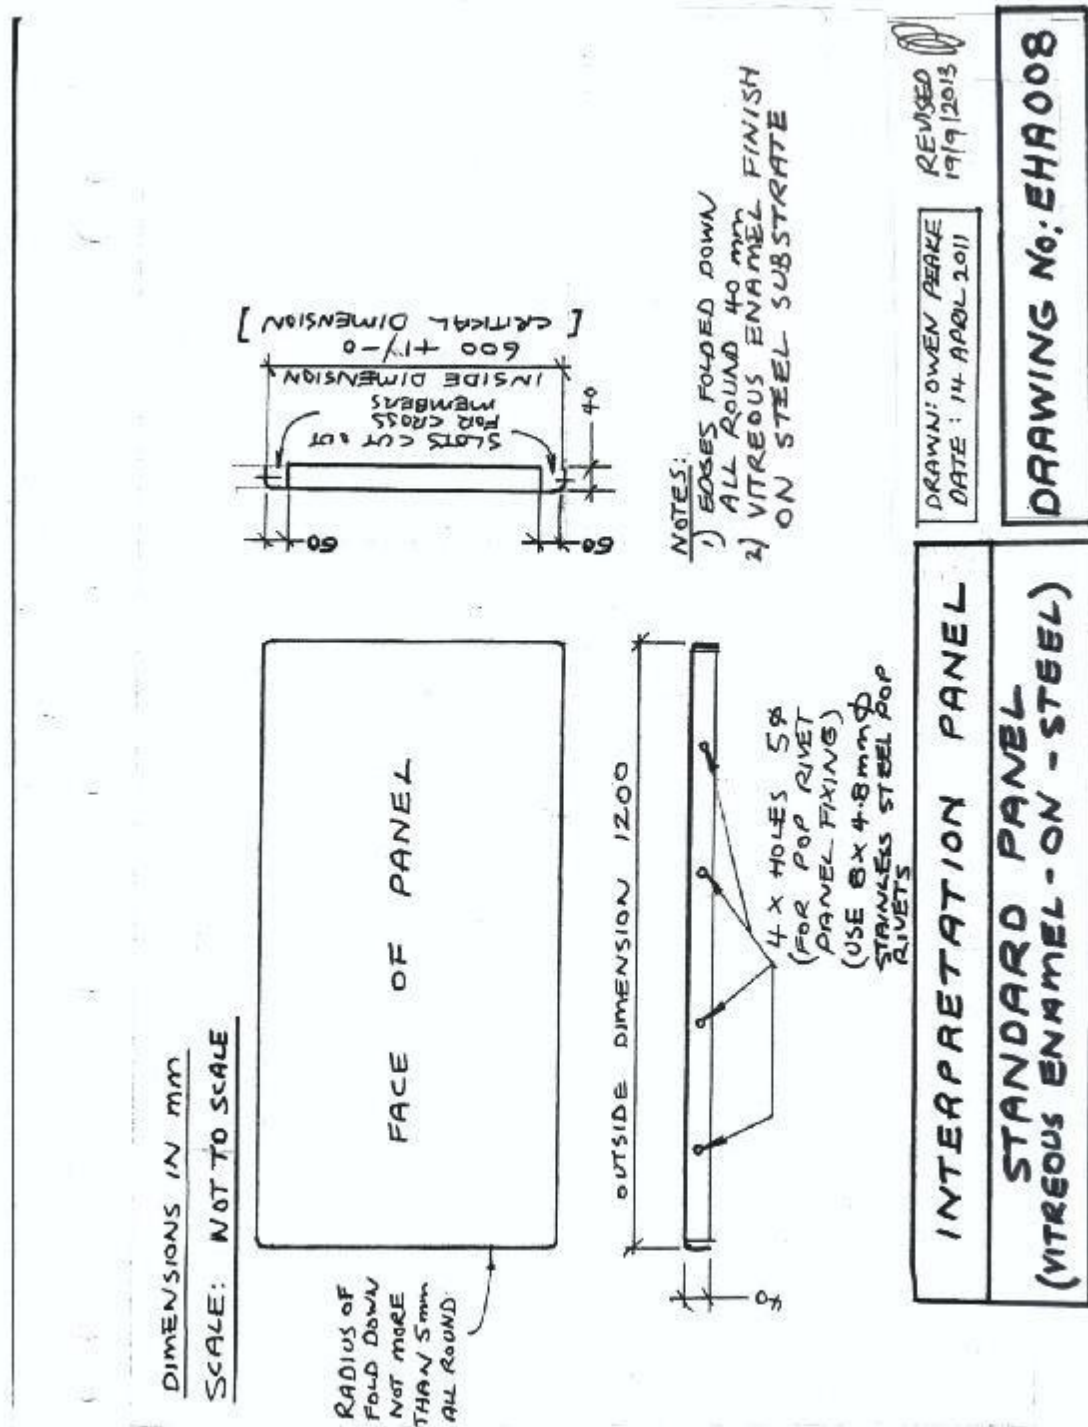 DIMENSIONS IN mm
SCALE: NOT TO SCALE
RADIUS OF
FOLD DOWN
NOT MORE
THAN 5mm
ALL ROUND.
FACE OF PANEL
60
60
SLOTS CUT OUT
FOR CROSS
MEMBERS
INSIDE DIMENSION
600 +1/-0
[CRITICAL DIMENSION]
40
OUTSIDE DIMENSION 1200
40
4 X HOLES 5ø
(FOR POP RIVET
PANEL FIXING)
(USE 8 X 4.8mm ø
STAINLESS STEEL POP
RIVETS
NOTES:
1) EDGES FOLDED DOWN
ALL ROUND 40 mm
2) VITREOUS ENAMEL FINISH
ON STEEL SUBSTRATE
INTERPRETATION PANEL
STANDARD PANEL
(VITREOUS ENAMEL - ON - STEEL)
DRAWN: OWEN PEAKE
DATE: 14 APRIL 2011
REVISED
19/9/2013
DRAWING No: EHA008